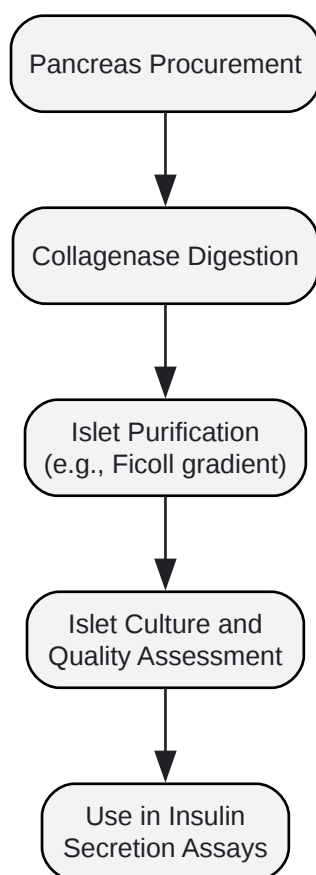 Pancreas Procurement
Collagenase Digestion
Islet Purification
(e.g., Ficoll gradient)
Islet Culture and
Quality Assessment
Use in Insulin
Secretion Assays